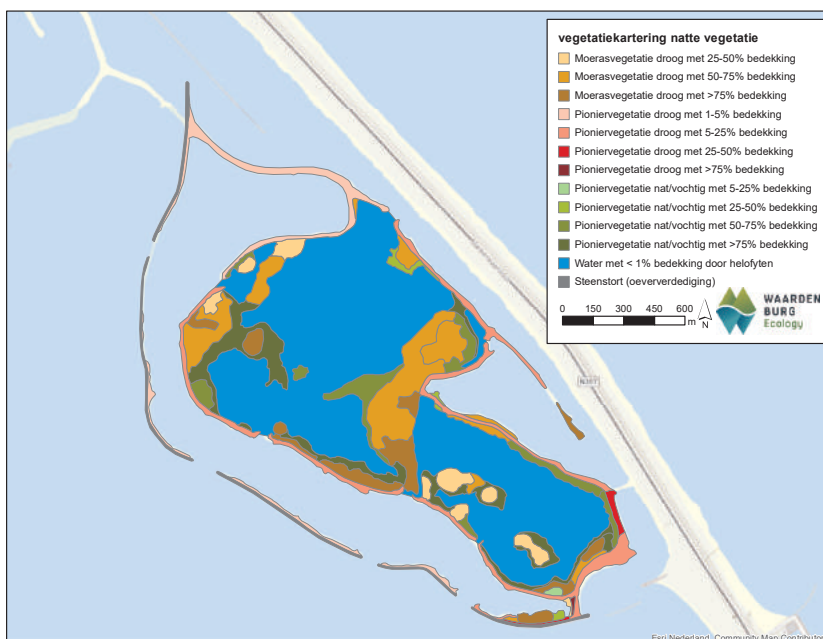 vegetatiekartering natte vegetatie
Moerasvegetatie droog met 25-50% bedekking
Moerasvegetatie droog met 50-75% bedekking
Moerasvegetatie droog met >75% bedekking
Pioniervegetatie droog met 1-5% bedekking
Pioniervegetatie droog met 5-25% bedekking
Pioniervegetatie droog met 25-50% bedekking
Pioniervegetatie droog met >75% bedekking
Pioniervegetatie nat/vochtig met 5-25% bedekking
Pioniervegetatie nat/vochtig met 25-50% bedekking
Pioniervegetatie nat/vochtig met 50-75% bedekking
Pioniervegetatie nat/vochtig met >75% bedekking
Water met < 1% bedekking door helofyten
Steenstort (oeververdediging)
0 150 300 450 600
m
N
WAARDEN
BURG
Ecology
Esri Nederland, Community Map Contributor